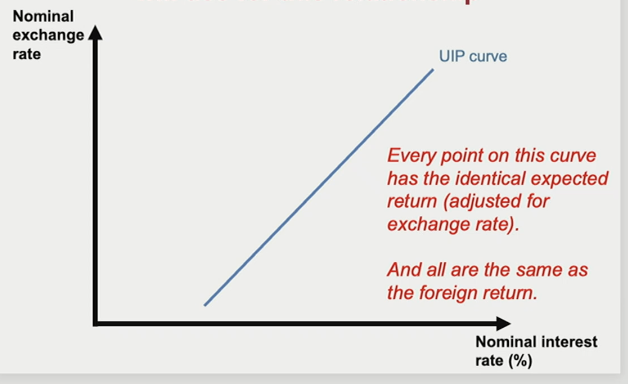 Nominal
exchange
rate
UIP curve
Every point on this curve
has the identical expected
return (adjusted for
exchange rate).
And all are the same as
the foreign return.
Nominal interest
rate (%)